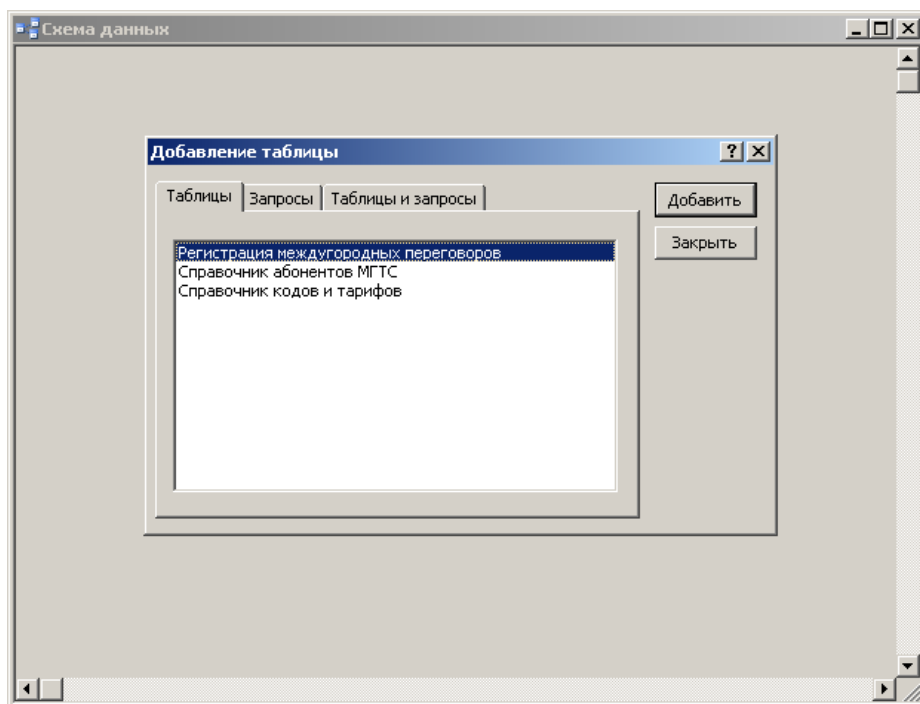 Схема данных
Добавление таблицы
Таблицы Запросы Таблицы и запросы
Добавить
Закрыть
Регистрация междугородных переговоров
Справочник абонентов МГТС
Справочник кодов и тарифов